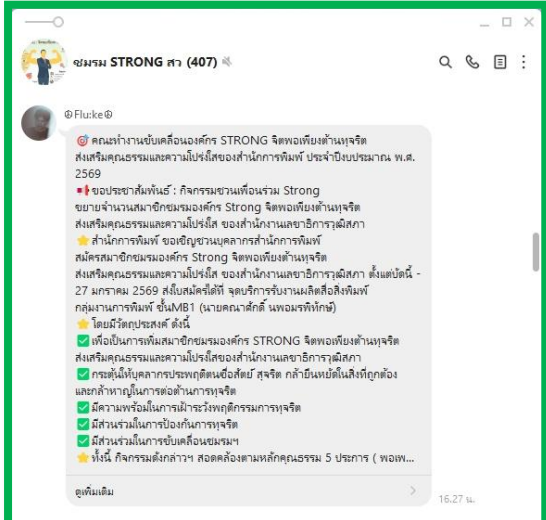 ชมรม STRONG สว (407)
☮Flu:ke☮
🎯 คณะทำงานขับเคลื่อนองค์กร STRONG จิตพอเพียงต้านทุจริต
ส่งเสริมคุณธรรมและความโปร่งใสของสำนักการพิมพ์ ประจำปีงบประมาณ พ.ศ.
2569
📢 ขอประชาสัมพันธ์ : กิจกรรมชวนเพื่อนร่วม Strong
ขยายจำนวนสมาชิกชมรมองค์กร Strong จิตพอเพียงต้านทุจริต
ส่งเสริมคุณธรรมและความโปร่งใส ของสำนักงานเลขาธิการวุฒิสภา
⭐ สำนักการพิมพ์ ขอเชิญชวนบุคลากรสำนักการพิมพ์
สมัครสมาชิกชมรมองค์กร Strong จิตพอเพียงต้านทุจริต
ส่งเสริมคุณธรรมและความโปร่งใส ของสำนักงานเลขาธิการวุฒิสภา ตั้งแต่บัดนี้ -
27 มกราคม 2569 ส่งใบสมัครได้ที่ จุดบริการรับงานผลิตสื่อสิ่งพิมพ์
กลุ่มงานการพิมพ์ ชั้นMB1 (นายคณาศักดิ์ นพอมรพิทักษ์)
⭐ โดยมีวัตถุประสงค์ ดังนี้
✅ เพื่อเป็นการเพิ่มสมาชิกชมรมองค์กร STRONG จิตพอเพียงต้านทุจริต
ส่งเสริมคุณธรรมและความโปร่งใสของสำนักงานเลขาธิการวุฒิสภา
✅ กระตุ้นให้บุคลากรประพฤติตนซื่อสัตย์ สุจริต กล้ายืนหยัดในสิ่งที่ถูกต้อง
และกล้าหาญในการต่อต้านการทุจริต
✅ มีความพร้อมในการเฝ้าระวังพฤติกรรมการทุจริต
✅ มีส่วนร่วมในการป้องกันการทุจริต
✅ มีส่วนร่วมในการขับเคลื่อนชมรมฯ
⭐ ทั้งนี้ กิจกรรมดังกล่าวฯ สอดคล้องตามหลักคุณธรรม 5 ประการ ( พอเพ...
ดูเพิ่มเติม
16.27 น.